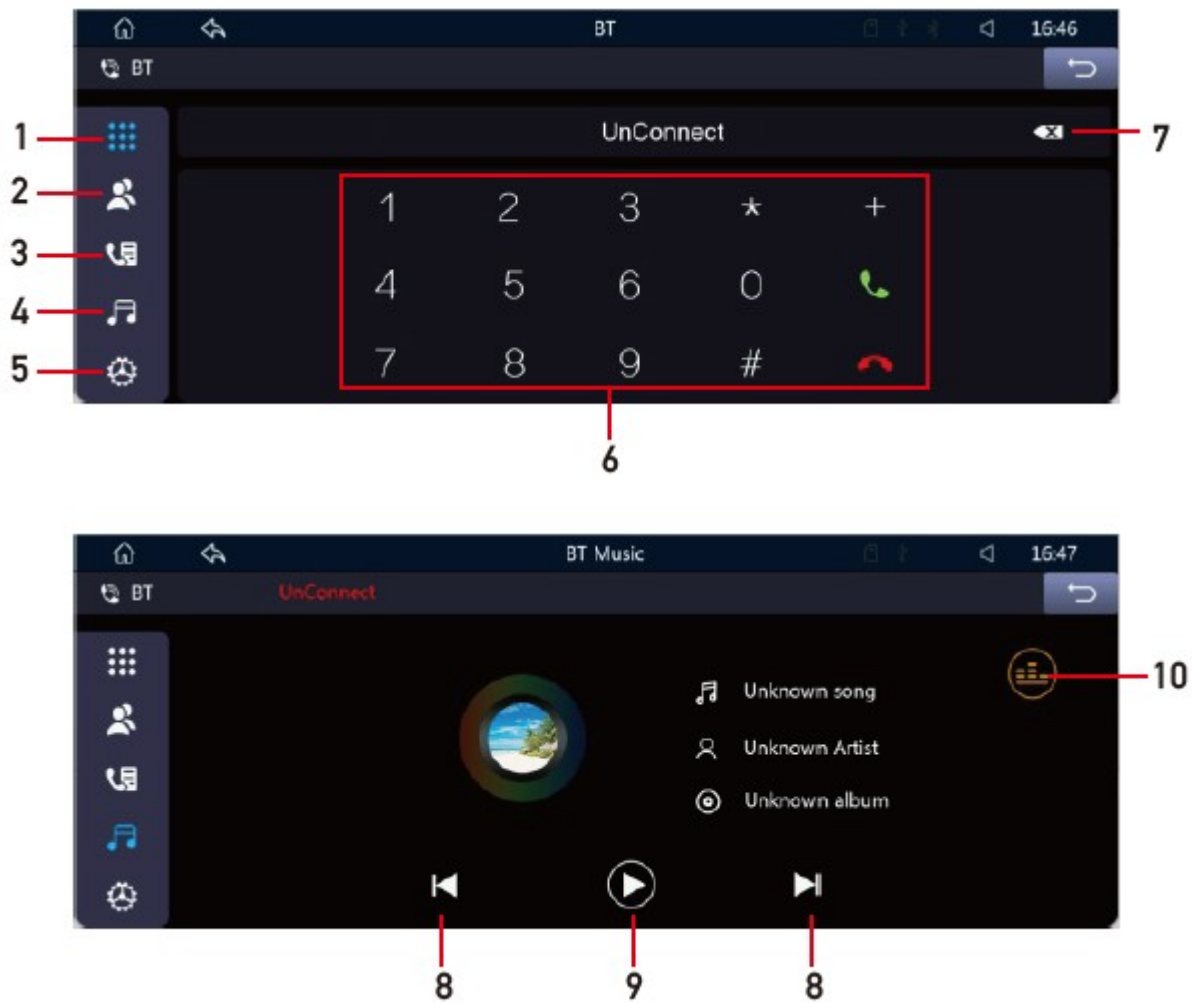 BT 16:46
BT
1 UnConnect 7
2 1 2 3 * +
3 4 5 6 0
4
5 7 8 9 #
6
BT Music 16:47
BT UnConnect
Unknown song 10
Unknown Artist
Unknown album
8 9 8